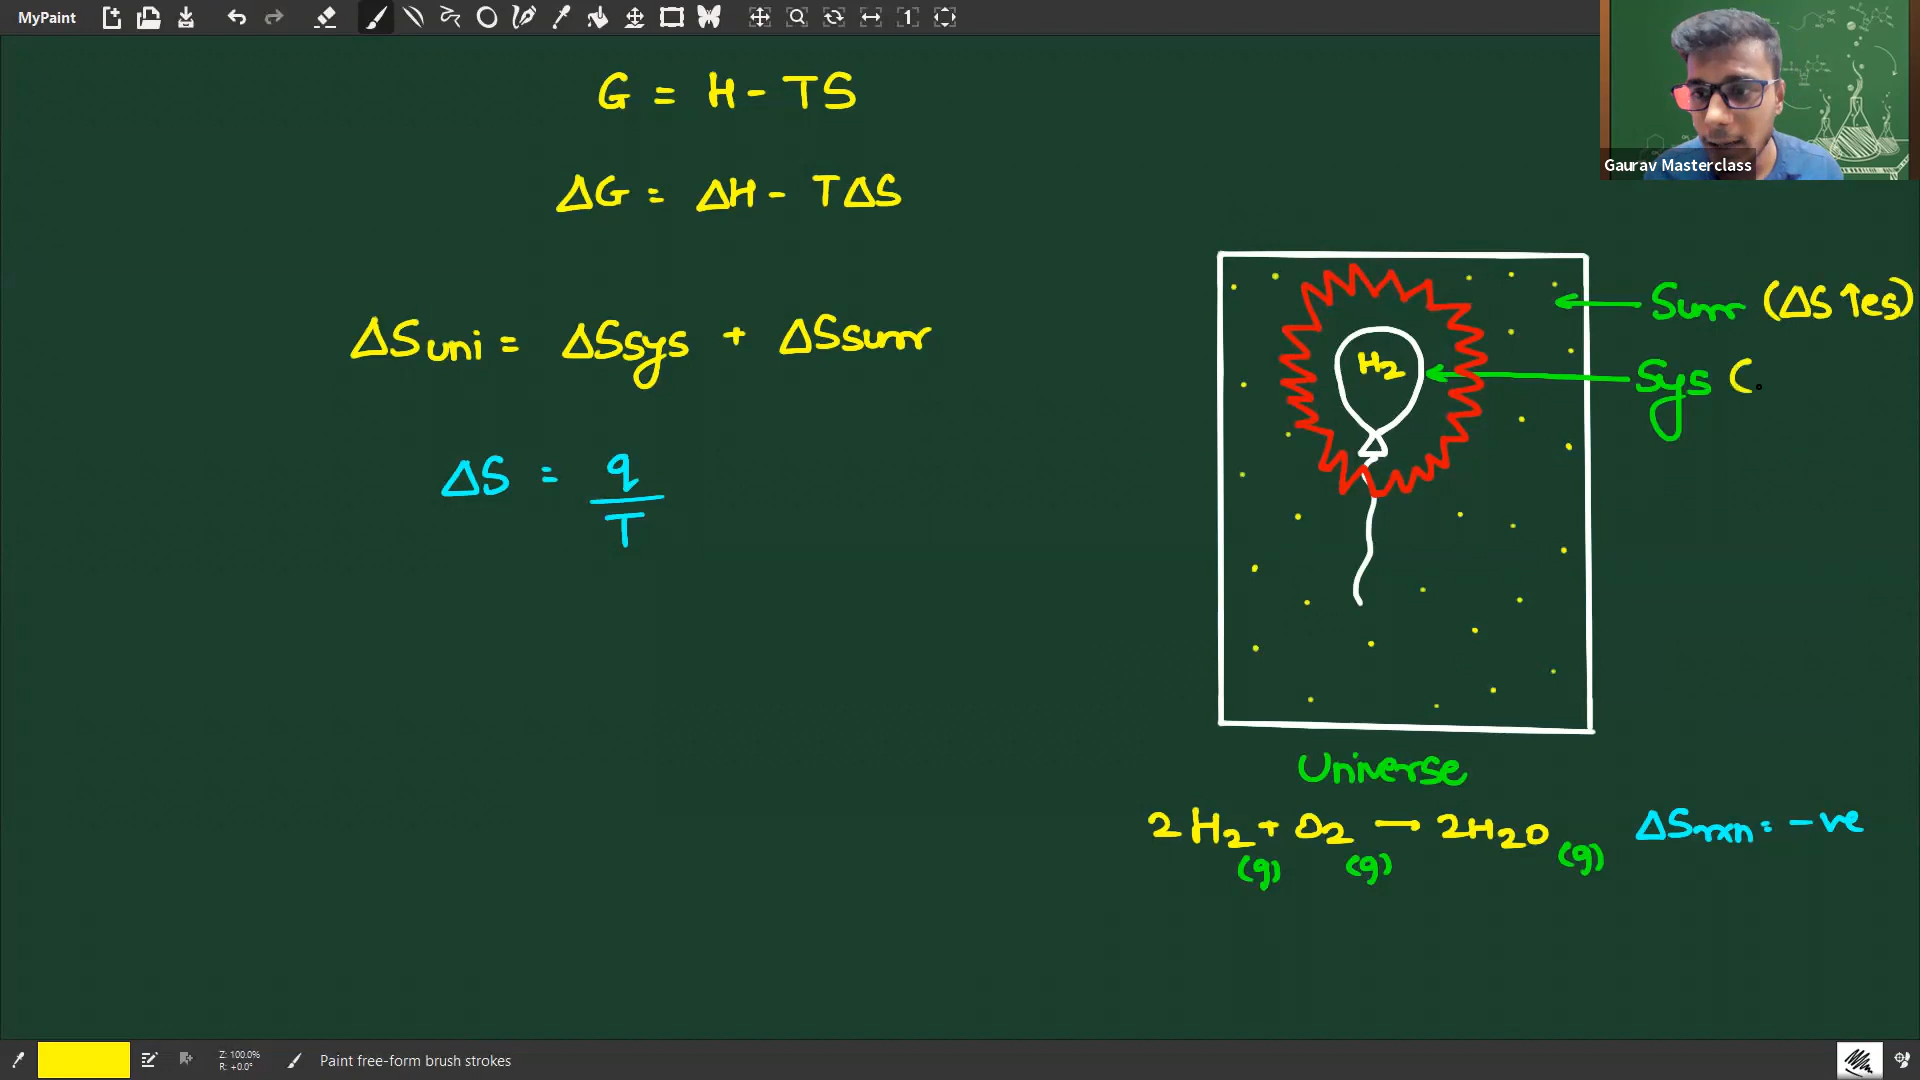 MyPaint
1
Gaurav Masterclass
G = H - TS
ΔG = ΔH - TΔS
ΔSuni = ΔSsys + ΔSsurr
ΔS = q/T
Surr (ΔS↑es)
Sys (
H2
Universe
2H2 (g) + O2 (g) → 2H2O (g) ΔSrxn = -ve
Z: 100.0%
R: +0.0°
Paint free-form brush strokes